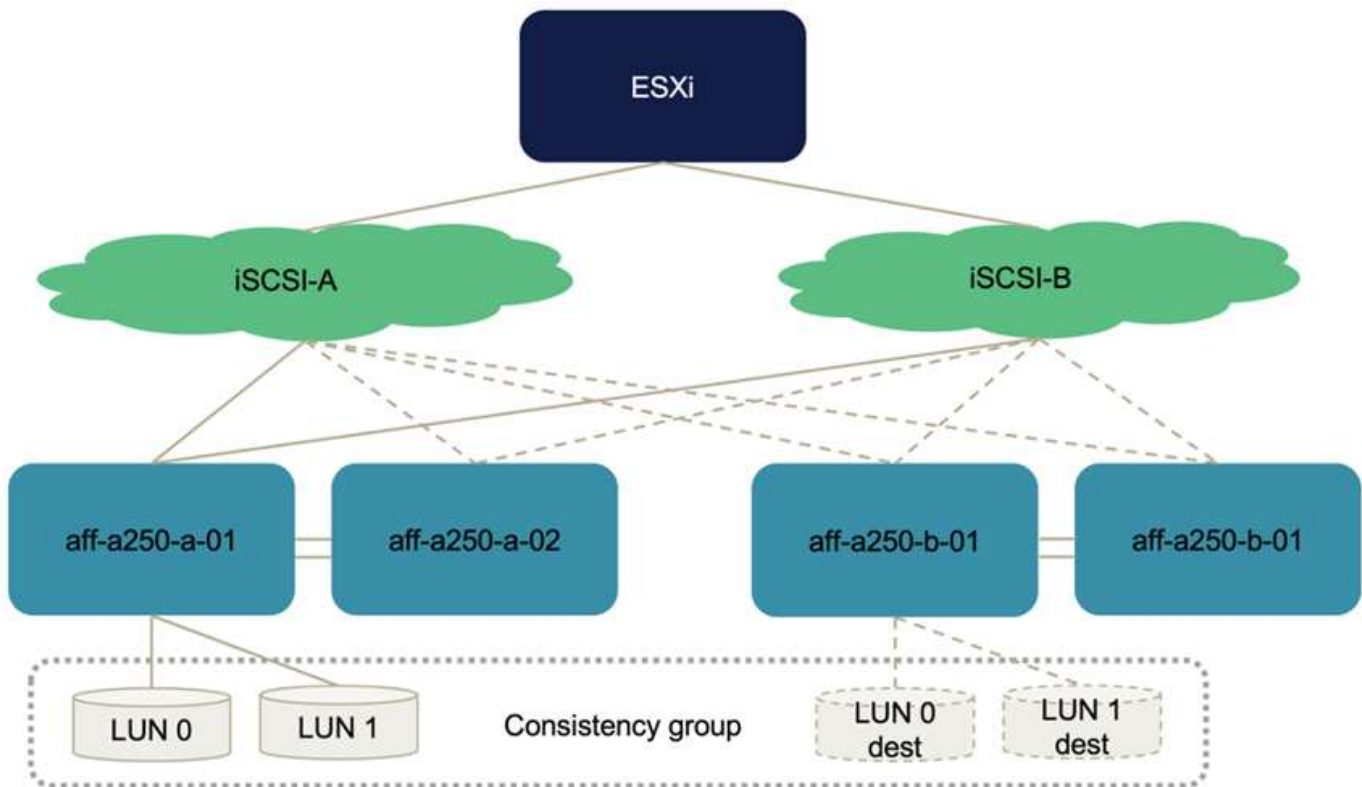 ESXi
iSCSI-A
iSCSI-B
aff-a250-a-01
aff-a250-a-02
aff-a250-b-01
aff-a250-b-01
LUN 0
LUN 1
Consistency group
LUN 0
dest
LUN 1
dest